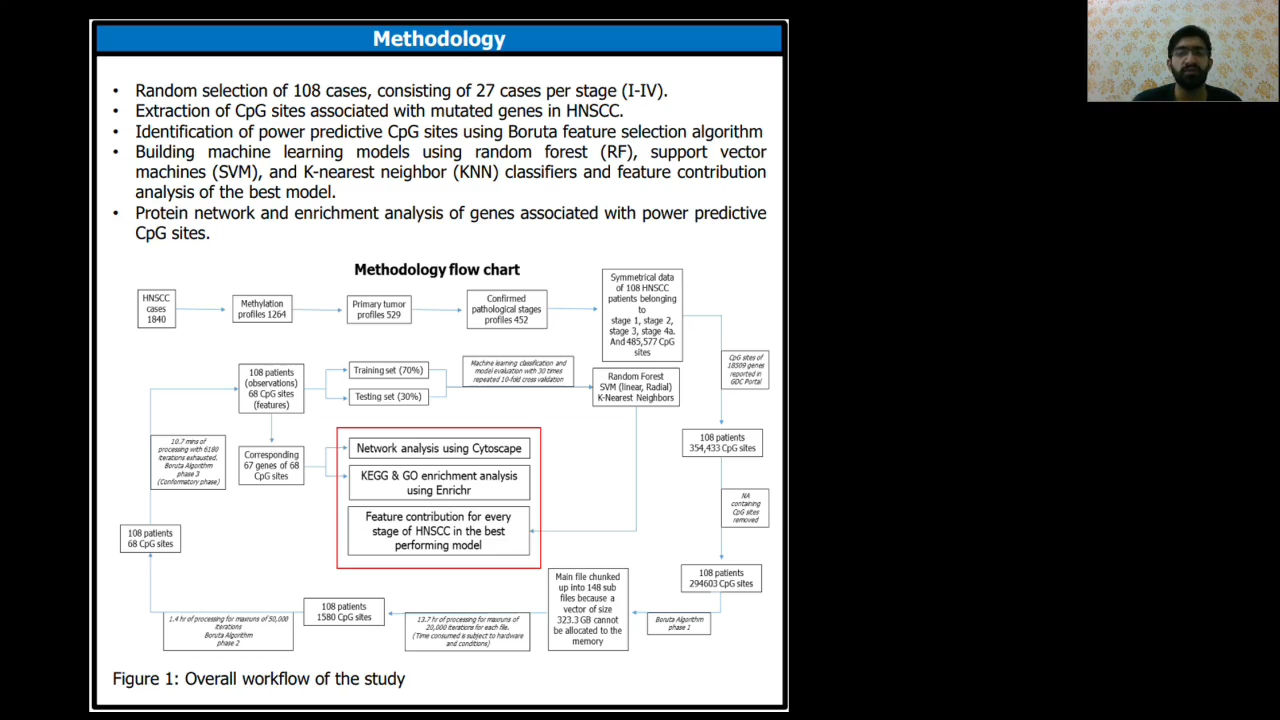 Methodology
• Random selection of 108 cases, consisting of 27 cases per stage (I-IV).
• Extraction of CpG sites associated with mutated genes in HNSCC.
• Identification of power predictive CpG sites using Boruta feature selection algorithm
• Building machine learning models using random forest (RF), support vector
machines (SVM), and K-nearest neighbor (KNN) classifiers and feature contribution
analysis of the best model.
• Protein network and enrichment analysis of genes associated with power predictive
CpG sites.
Methodology flow chart
HNSCC
cases
1840
Methylation
profiles 1264
Primary tumor
profiles 529
Confirmed
pathological stages
profiles 452
Symmetrical data
of 108 HNSCC
patients belonging
to
stage 1, stage 2,
stage 3, stage 4a.
And 485,577 CpG
sites
CpG sites of
18509 genes
reported in
GDC Portal
108 patients
(observations)
68 CpG sites
(features)
Training set (70%)
Testing set (30%)
Machine learning classification and
model evaluation with 30 times
repeated 10-fold cross validation
Random Forest
SVM (linear, Radial)
K-Nearest Neighbors
108 patients
354,433 CpG sites
10.7 mins of
processing with 6180
iterations exhausted.
Boruta Algorithm
phase 3
(Conformatory phase)
Corresponding
67 genes of 68
CpG sites
Network analysis using Cytoscape
KEGG & GO enrichment analysis
using Enrichr
Feature contribution for every
stage of HNSCC in the best
performing model
NA
containing
CpG sites
removed
108 patients
68 CpG sites
108 patients
294603 CpG sites
1.4 hr of processing for maxruns of 50,000
iterations
Boruta Algorithm
phase 2
108 patients
1580 CpG sites
13.7 hr of processing for maxruns of
20,000 iterations for each file.
(Time consumed is subject to hardware
and conditions)
Main file chunked
up into 148 sub
files because a
vector of size
323.3 GB cannot
be allocated to the
memory
Boruta Algorithm
phase 1
Figure 1: Overall workflow of the study